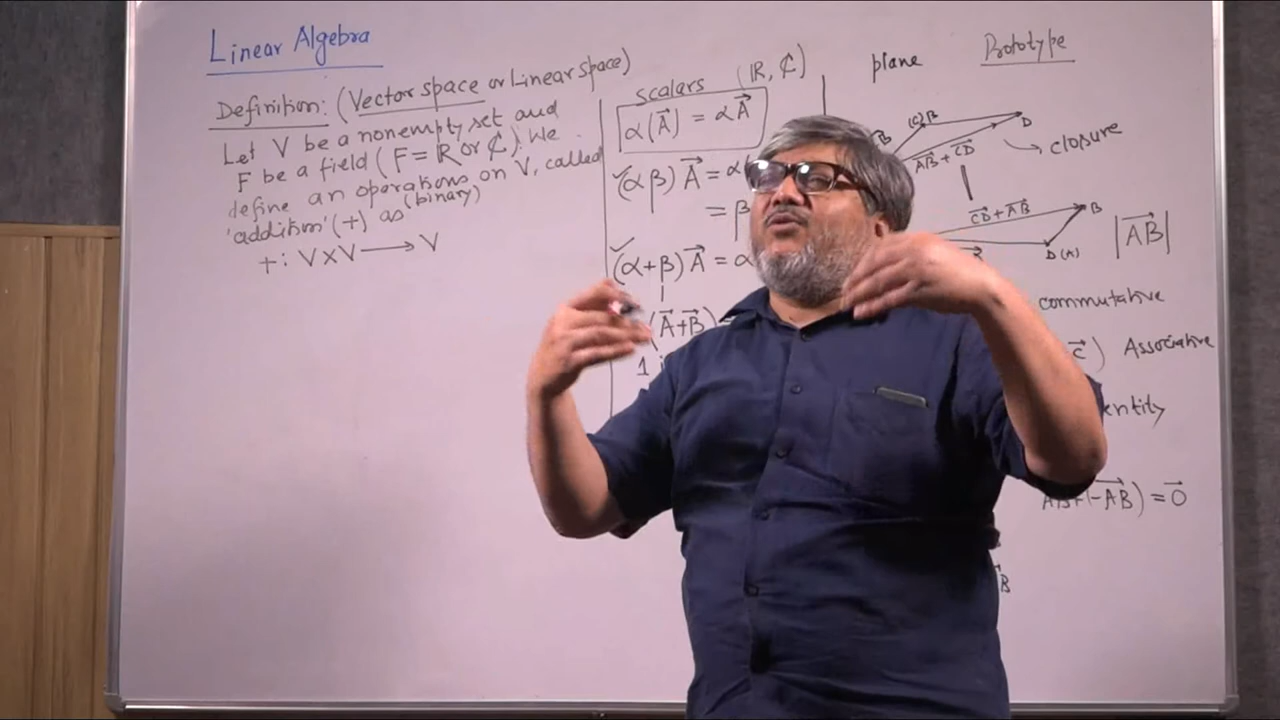 Linear Algebra
Definition: (Vector space or Linear space)
Let V be a nonempty set and
F be a field (F = ℝ or ℂ). We
define an operations on V, called
'addition' (+) as (binary)
+: V×V ⟶ V
scalars (ℝ, ℂ)
α(A⃗) = αA⃗
✓(αβ)A⃗ = α
= β
✓(α+β)A⃗ = α
(A⃗+B⃗) =
1
plane Prototype
(C) B D
AB⃗ + CD⃗ closure
CD⃗ + AB⃗ B
D (A) |AB⃗|
commutative
C⃗) Associative
entity
AB⃗+(-AB⃗) = 0⃗
B